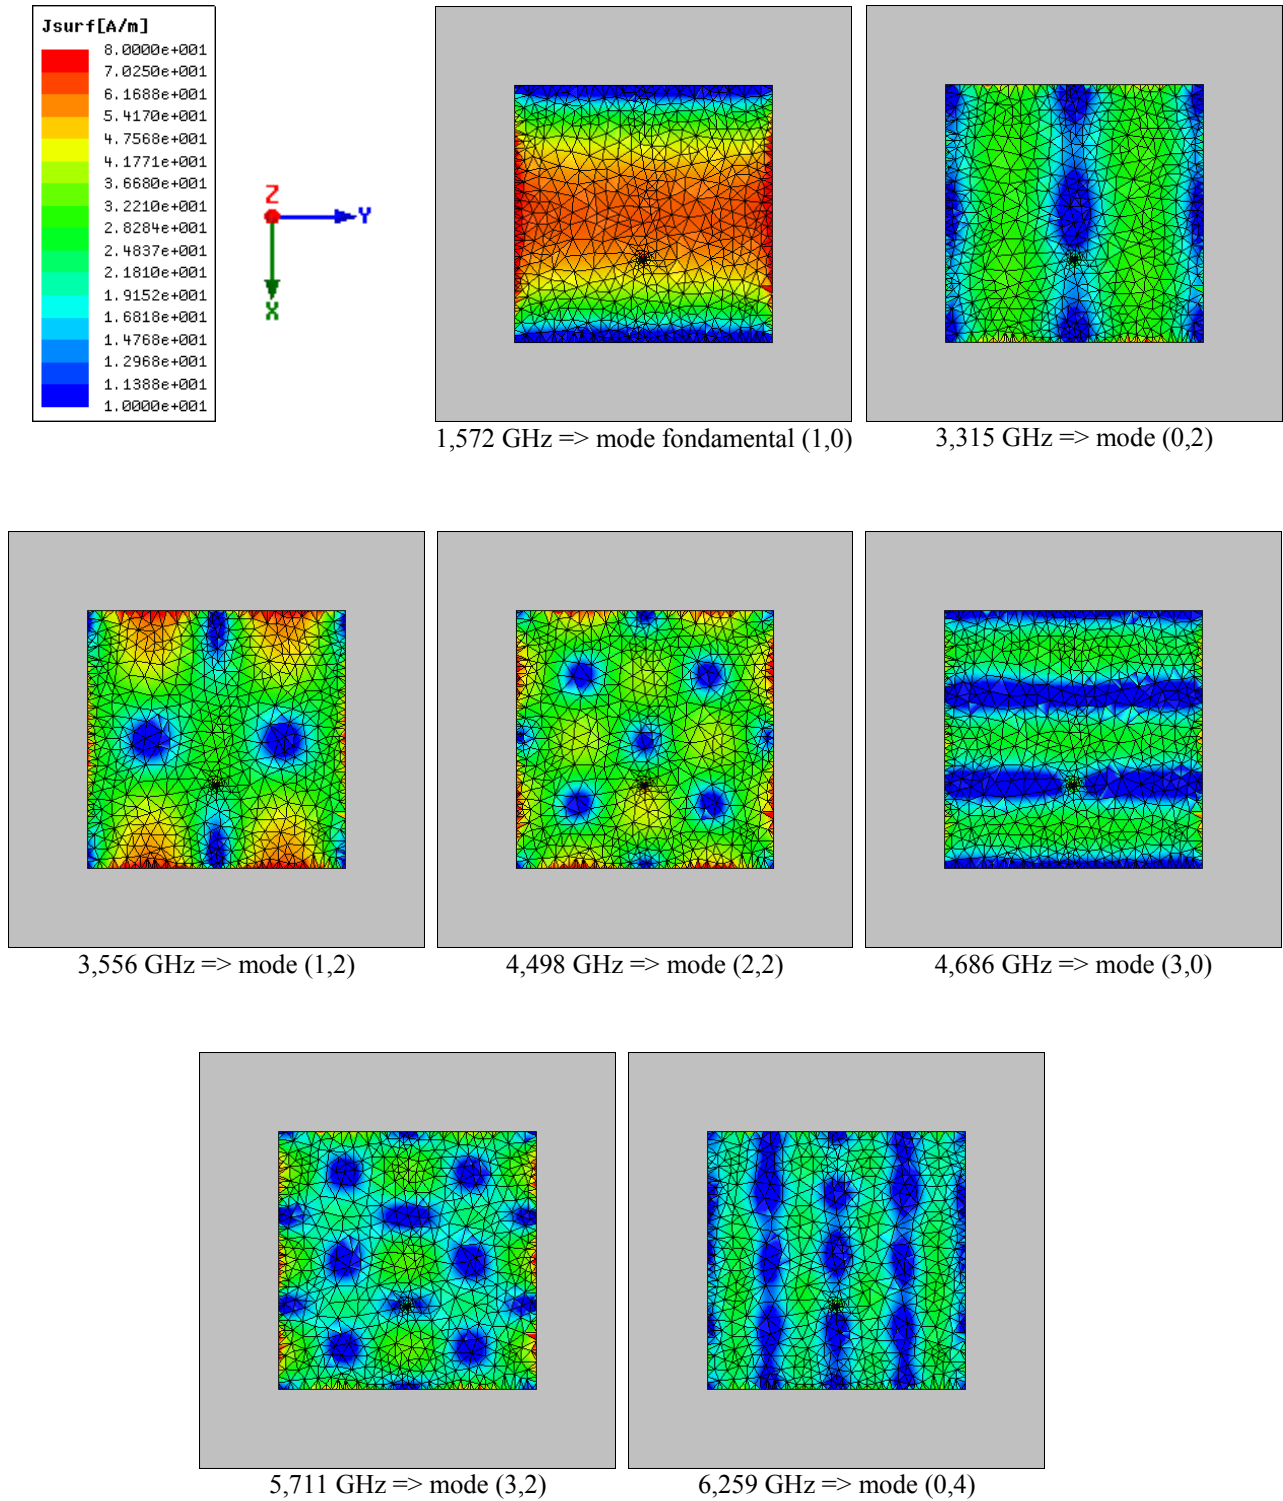 Jsurf[A/m]
8.0000e+001
7.0250e+001
6.1688e+001
5.4170e+001
4.7568e+001
4.1771e+001
3.6680e+001
3.2210e+001
2.8284e+001
2.4837e+001
2.1810e+001
1.9152e+001
1.6818e+001
1.4768e+001
1.2968e+001
1.1388e+001
1.0000e+001
Z
Y
X
1,572 GHz => mode fondamental (1,0)
3,315 GHz => mode (0,2)
3,556 GHz => mode (1,2)
4,498 GHz => mode (2,2)
4,686 GHz => mode (3,0)
5,711 GHz => mode (3,2)
6,259 GHz => mode (0,4)